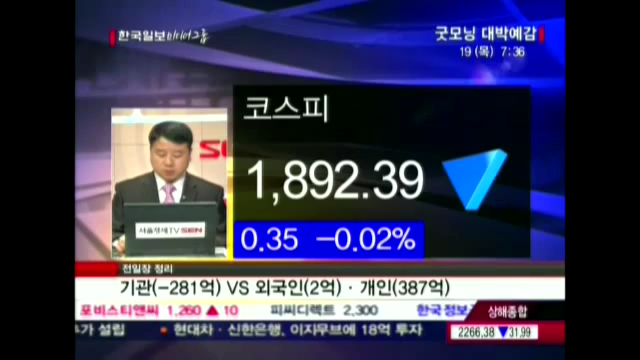 한국일보 미디어그룹
굿모닝 대박예감
19 (목) 7:36
코스피
1,892.39
0.35 -0.02%
서울경제TV SEN
전일장 정리
기관(-281억) VS 외국인(2억) · 개인(387억)
포비스티앤씨 1,260 ▲ 10 피씨디렉트 2,300 한국정보
상해종합
추가 설립 • 현대차·신한은행, 이지무브에 18억 투자
2266.38 ▼31.99